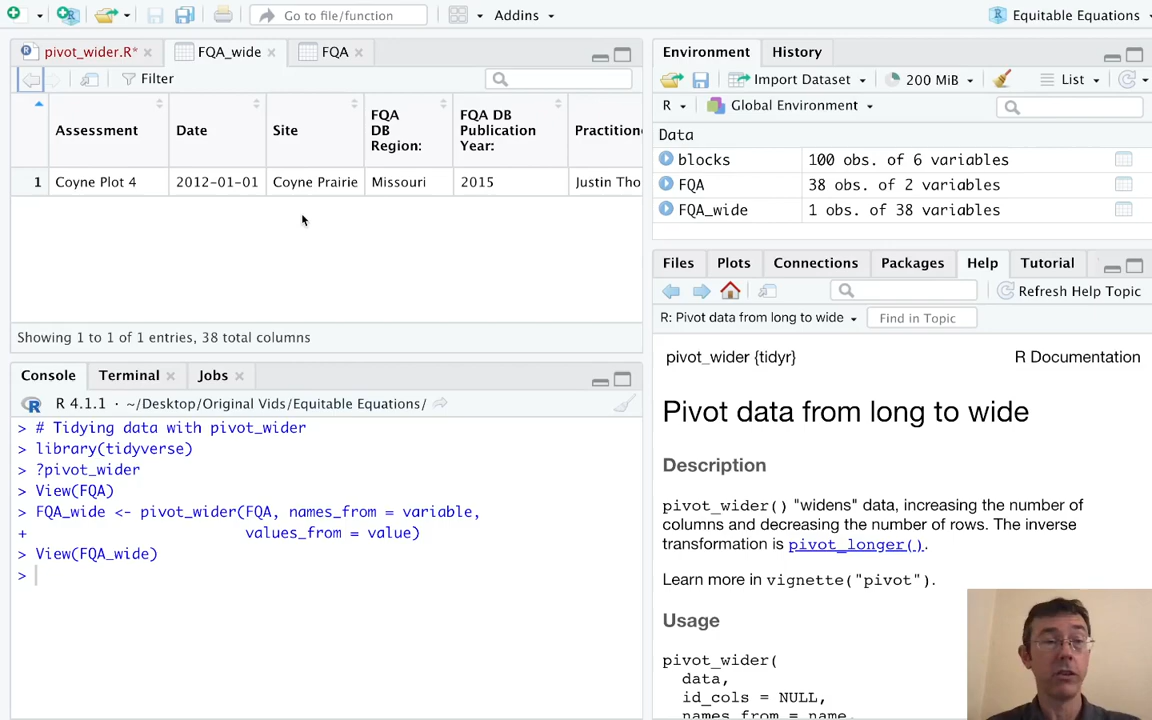 Go to file/function
Addins
Equitable Equations
pivot_wider.R*
FQA_wide
FQA
Filter
Assessment
Date
Site
FQA DB Region:
FQA DB Publication Year:
Practitione
1
Coyne Plot 4
2012-01-01
Coyne Prairie
Missouri
2015
Justin Tho
Showing 1 to 1 of 1 entries, 38 total columns
Console
Terminal
Jobs
R 4.1.1 · ~/Desktop/Original Vids/Equitable Equations/
> # Tidying data with pivot_wider
> library(tidyverse)
> ?pivot_wider
> View(FQA)
> FQA_wide <- pivot_wider(FQA, names_from = variable,
+                         values_from = value)
> View(FQA_wide)
>
Environment
History
Import Dataset
200 MiB
List
R
Global Environment
Data
blocks 100 obs. of 6 variables
FQA 38 obs. of 2 variables
FQA_wide 1 obs. of 38 variables
Files
Plots
Connections
Packages
Help
Tutorial
Refresh Help Topic
R: Pivot data from long to wide
Find in Topic
pivot_wider {tidyr}
R Documentation
Pivot data from long to wide
Description
pivot_wider() "widens" data, increasing the number of
columns and decreasing the number of rows. The inverse
transformation is pivot_longer().
Learn more in vignette("pivot").
Usage
pivot_wider(
data,
id_cols = NULL,
names_from = name,